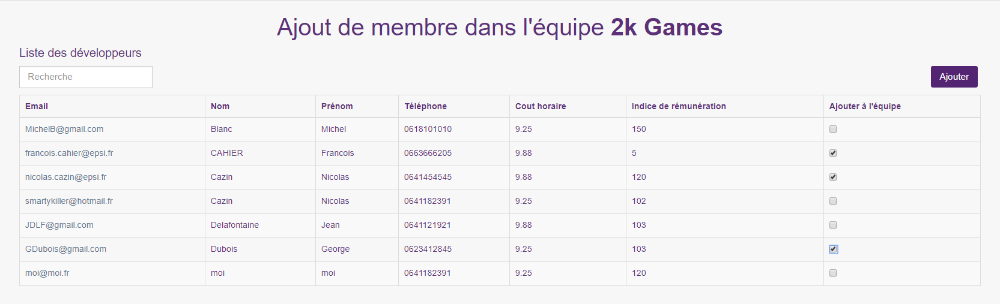 Ajout de membre dans l'équipe 2k Games
Liste des développeurs
Recherche Ajouter
Email Nom Prénom Téléphone Cout horaire Indice de rémunération Ajouter à l'équipe
MichelB@gmail.com Blanc Michel 0618101010 9.25 150
francois.cahier@epsi.fr CAHIER Francois 0663666205 9.88 5
nicolas.cazin@epsi.fr Cazin Nicolas 0641454545 9.88 120
smartykiller@hotmail.fr Cazin Nicolas 0641182391 9.25 102
JDLF@gmail.com Delafontaine Jean 0641121921 9.88 103
GDubois@gmail.com Dubois George 0623412845 9.25 103
moi@moi.fr moi moi 0641182391 9.25 120